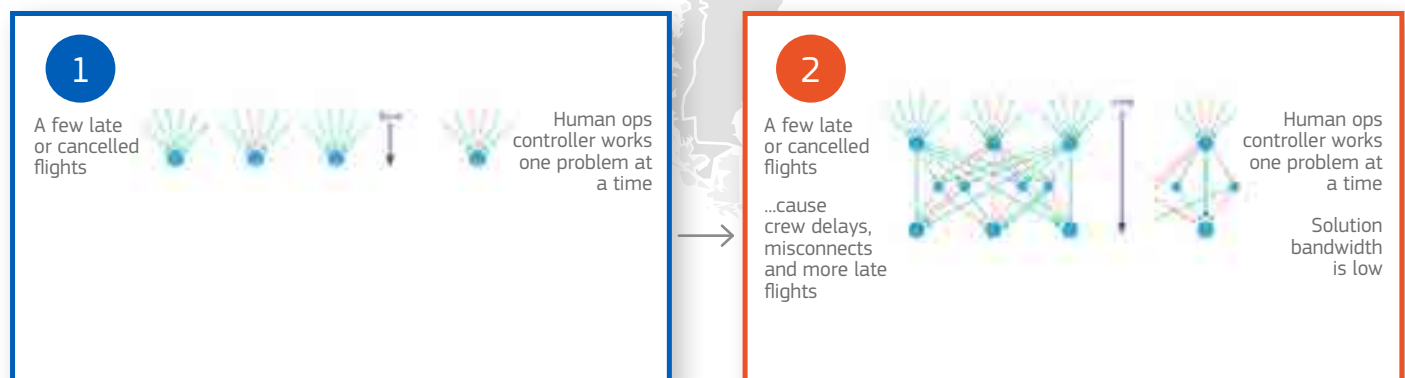 1
A few late
or cancelled
flights
Human ops
controller works
one problem at
a time
2
A few late
or cancelled
flights
...cause
crew delays,
misconnects
and more late
flights
Human ops
controller works
one problem at
a time
Solution
bandwidth
is low